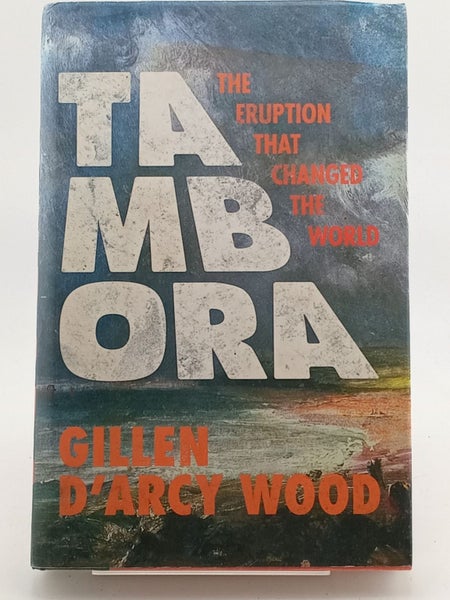 TA
MB
ORA
THE
ERUPTION
THAT
CHANGED
THE
WORLD
GILLEN
D'ARCY WOOD